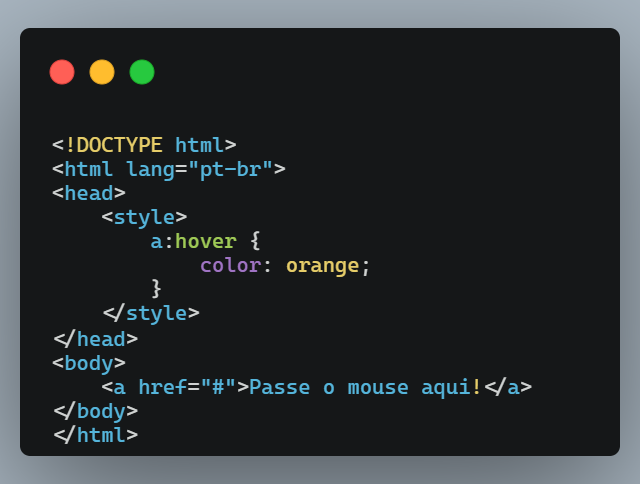 <!DOCTYPE html>
<html lang="pt-br">
<head>
    <style>
        a:hover {
            color: orange;
        }
    </style>
</head>
<body>
    <a href="#">Passe o mouse aqui!</a>
</body>
</html>